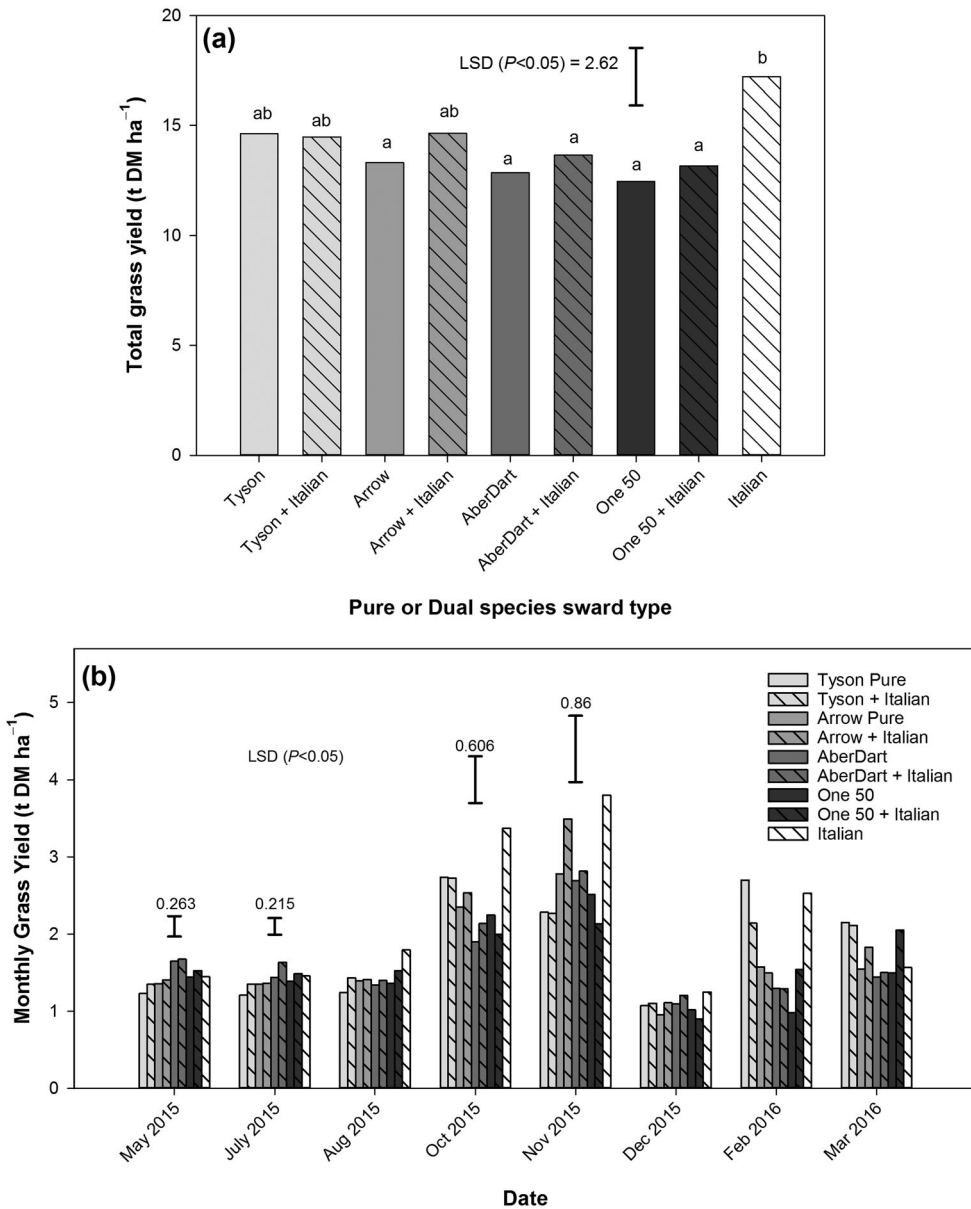 (a)
LSD (P<0.05) = 2.62
Total grass yield (t DM ha⁻¹)
20
15
10
5
0
ab
ab
a
ab
a
a
a
a
b
Tyson
Tyson + Italian
Arrow
Arrow + Italian
AberDart
AberDart + Italian
One 50
One 50 + Italian
Italian
Pure or Dual species sward type
(b)
LSD (P<0.05)
Monthly Grass Yield (t DM ha⁻¹)
5
4
3
2
1
0
0.263
0.215
0.606
0.86
Tyson Pure
Tyson + Italian
Arrow Pure
Arrow + Italian
AberDart
AberDart + Italian
One 50
One 50 + Italian
Italian
May 2015
July 2015
Aug 2015
Oct 2015
Nov 2015
Dec 2015
Feb 2016
Mar 2016
Date